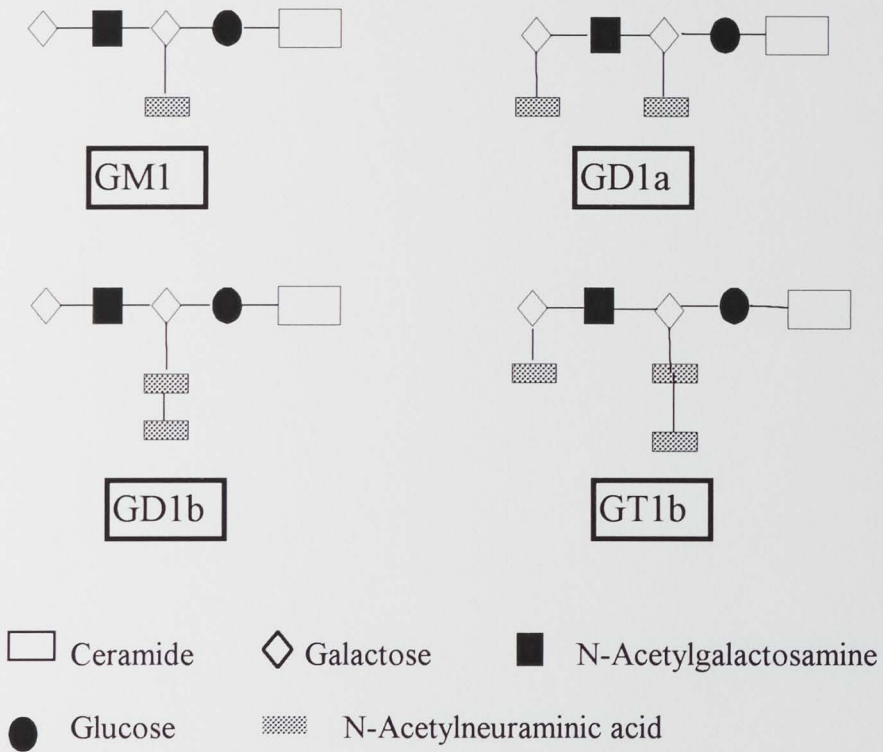 GM1
GD1a
GD1b
GT1b
Ceramide
Galactose
N-Acetylgalactosamine
Glucose
N-Acetylneuraminic acid